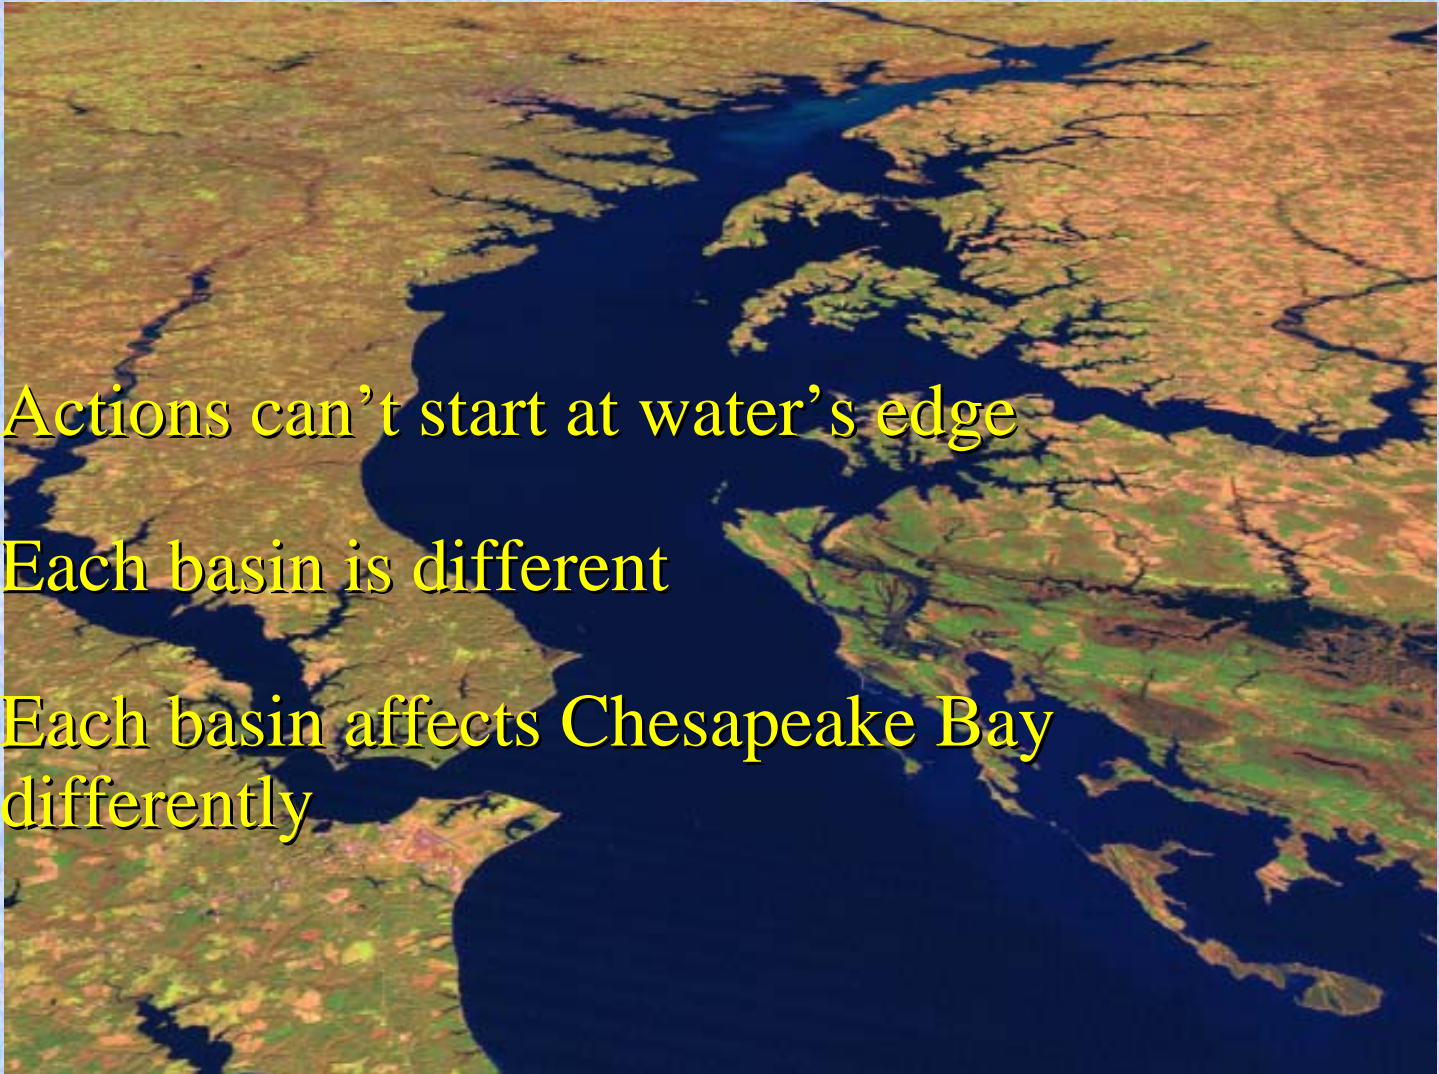 Actions can’t start at water’s edge
Each basin is different
Each basin affects Chesapeake Bay
differently